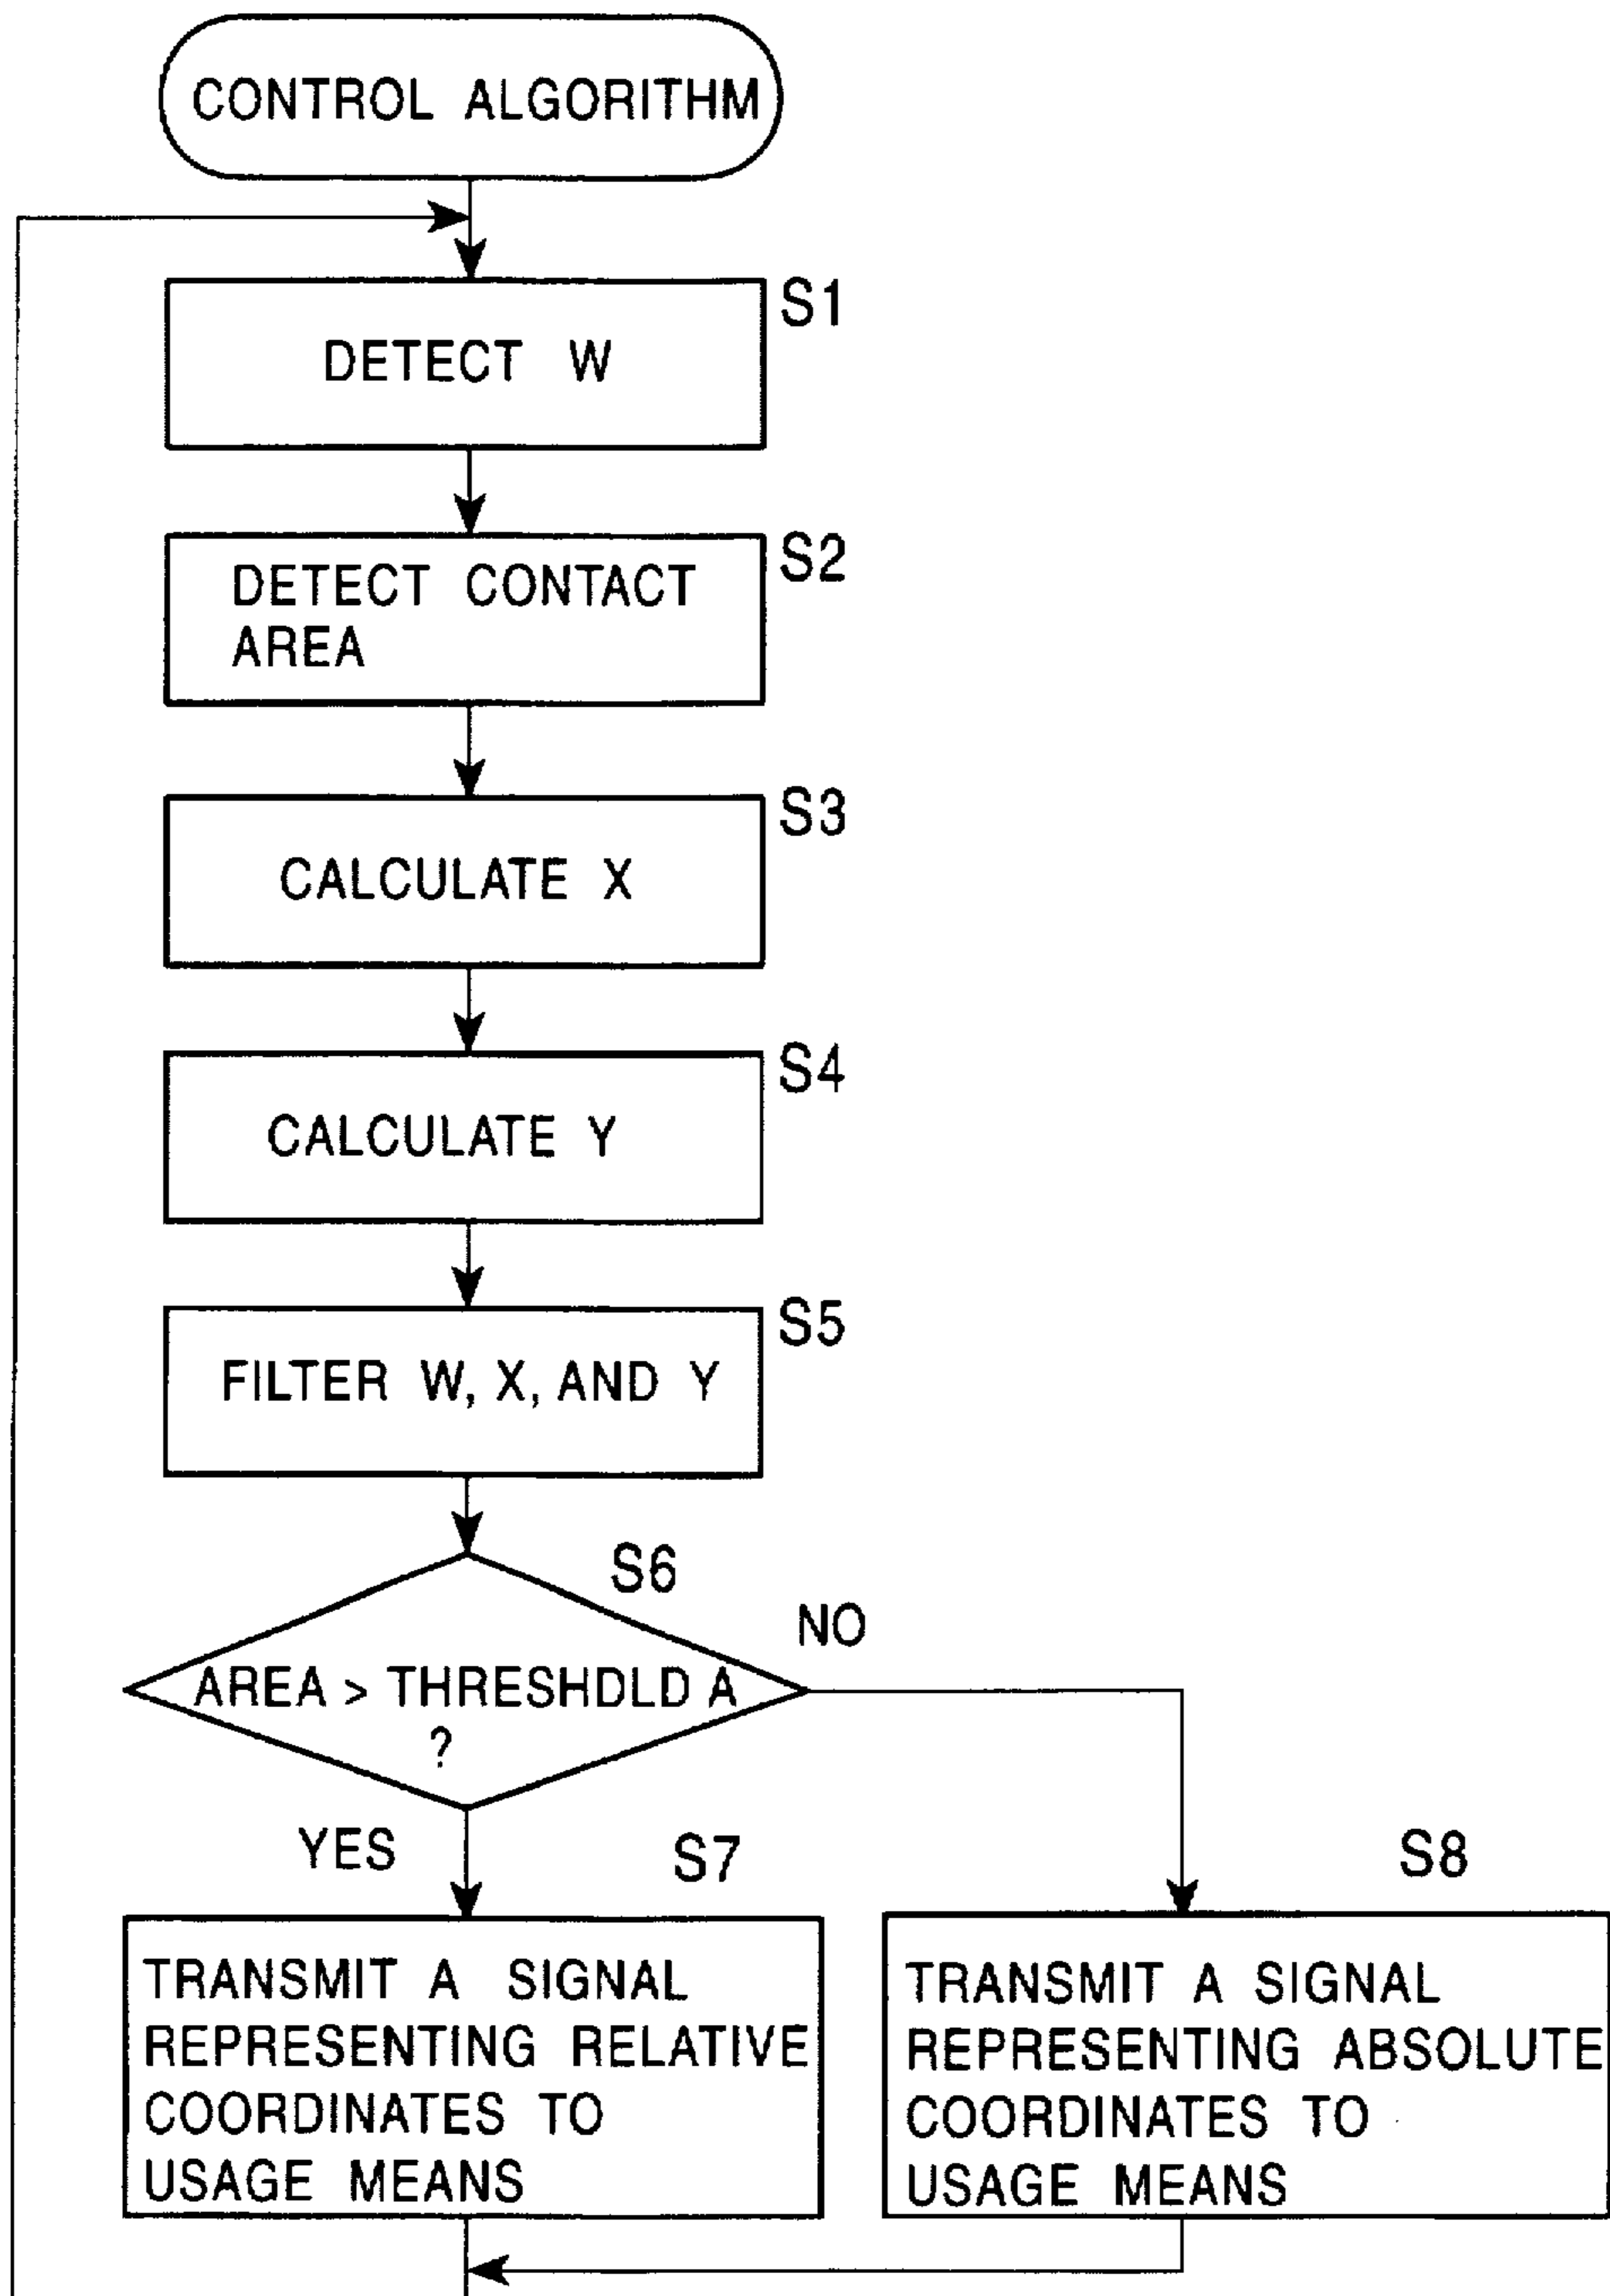 CONTROL ALGORITHM
S1
DETECT W
S2
DETECT CONTACT
AREA
S3
CALCULATE X
S4
CALCULATE Y
S5
FILTER W, X, AND Y
S6
NO
AREA > THRESHDLD A
?
YES
S7
S8
TRANSMIT A SIGNAL
REPRESENTING RELATIVE
COORDINATES TO
USAGE MEANS
TRANSMIT A SIGNAL
REPRESENTING ABSOLUTE
COORDINATES TO
USAGE MEANS